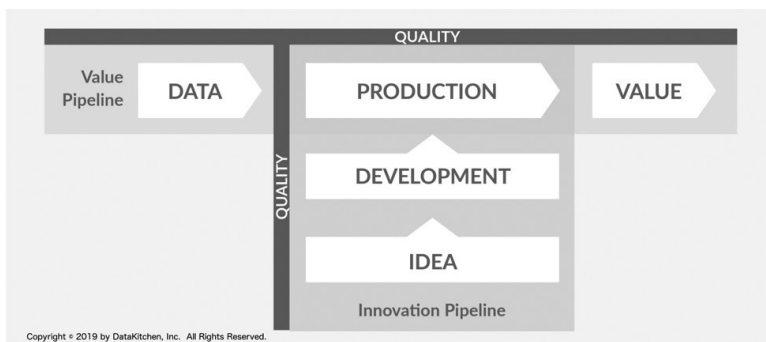 QUALITY
Value
Pipeline
DATA
PRODUCTION
VALUE
QUALITY
DEVELOPMENT
IDEA
Innovation Pipeline
Copyright © 2019 by DataKitchen, Inc. All Rights Reserved.